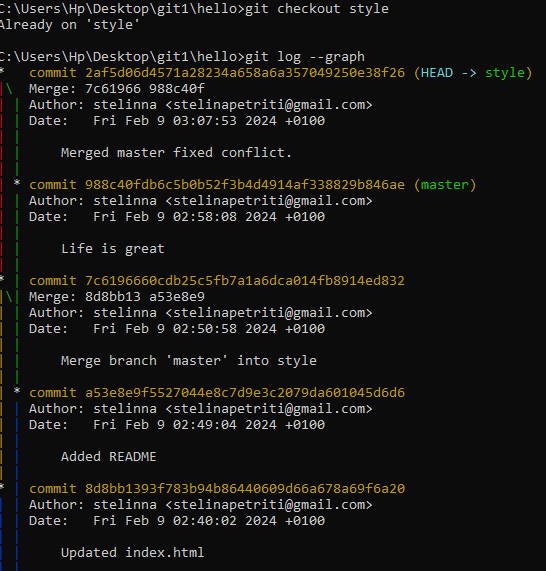 C:\Users\Hp\Desktop\git1\hello>git checkout style
Already on 'style'
C:\Users\Hp\Desktop\git1\hello>git log --graph
*   commit 2af5d06d4571a28234a658a6a357049250e38f26 (HEAD -> style)
|\  Merge: 7c61966 988c40f
| | Author: stelinna <stelinapetriti@gmail.com>
| | Date:   Fri Feb 9 03:07:53 2024 +0100
| |
| |     Merged master fixed conflict.
| |
| * commit 988c40fdb6c5b0b52f3b4d4914af338829b846ae (master)
| | Author: stelinna <stelinapetriti@gmail.com>
| | Date:   Fri Feb 9 02:58:08 2024 +0100
| |
| |     Life is great
| |
* | commit 7c6196660cdb25c5fb7a1a6dca014fb8914ed832
|\| Merge: 8d8bb13 a53e8e9
| | Author: stelinna <stelinapetriti@gmail.com>
| | Date:   Fri Feb 9 02:50:58 2024 +0100
| |
| |     Merge branch 'master' into style
| |
| * commit a53e8e9f5527044e8c7d9e3c2079da601045d6d6
| | Author: stelinna <stelinapetriti@gmail.com>
| | Date:   Fri Feb 9 02:49:04 2024 +0100
| |
| |     Added README
| |
* | commit 8d8bb1393f783b94b86440609d66a678a69f6a20
| | Author: stelinna <stelinapetriti@gmail.com>
| | Date:   Fri Feb 9 02:40:02 2024 +0100
| |
| |     Updated index.html
| |